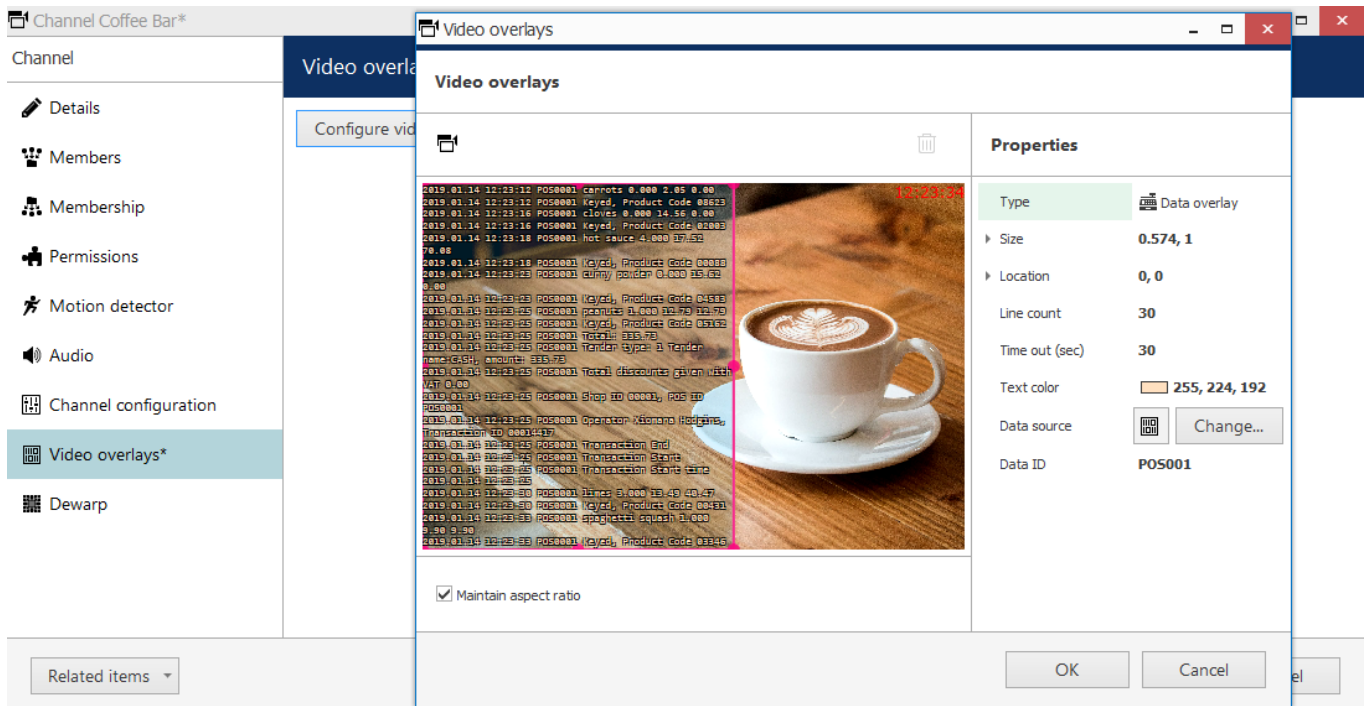 Channel Coffee Bar*
Channel
Details
Members
Membership
Permissions
Motion detector
Audio
Channel configuration
Video overlays*
Dewarp
Related items
Video overla
Configure vid
Video overlays
Video overlays
2019.01.14 12:23:12 POS0001 carrots 0.000 2.05 0.00
2019.01.14 12:23:12 POS0001 Keyed, Product Code 08623
2019.01.14 12:23:16 POS0001 cloves 0.000 14.56 0.00
2019.01.14 12:23:16 POS0001 Keyed, Product Code 02003
2019.01.14 12:23:18 POS0001 hot sauce 4.000 17.52
70.08
2019.01.14 12:23:18 POS0001 Keyed, Product Code 00088
2019.01.14 12:23:23 POS0001 curry powder 0.000 15.62
0.00
2019.01.14 12:23:23 POS0001 Keyed, Product Code 04583
2019.01.14 12:23:25 POS0001 peanuts 1.000 12.79 12.79
2019.01.14 12:23:25 POS0001 Keyed, Product Code 05162
2019.01.14 12:23:25 POS0001 Total: 335.73
2019.01.14 12:23:25 POS0001 Tender type: 1 Tender
name:CASH, amount: 335.73
2019.01.14 12:23:25 POS0001 Total discounts given with
VAT 0.00
2019.01.14 12:23:25 POS0001 Shop ID 00001, POS ID
POS0001
2019.01.14 12:23:25 POS0001 Operator Xiomara Hodgins,
Transaction ID 00014417
2019.01.14 12:23:25 POS0001 Transaction End
2019.01.14 12:23:25 POS0001 Transaction Start
2019.01.14 12:23:25 POS0001 Transaction Start time
2019.01.14 12:23:25
2019.01.14 12:23:30 POS0001 limes 3.000 13.49 40.47
2019.01.14 12:23:30 POS0001 Keyed, Product Code 00431
2019.01.14 12:23:33 POS0001 spaghetti squash 1.000
9.90 9.90
2019.01.14 12:23:33 POS0001 Keyed, Product Code 03346
12:23:34
Maintain aspect ratio
Properties
Type Data overlay
Size 0.574, 1
Location 0, 0
Line count 30
Time out (sec) 30
Text color 255, 224, 192
Data source Change...
Data ID POS001
OK Cancel
el